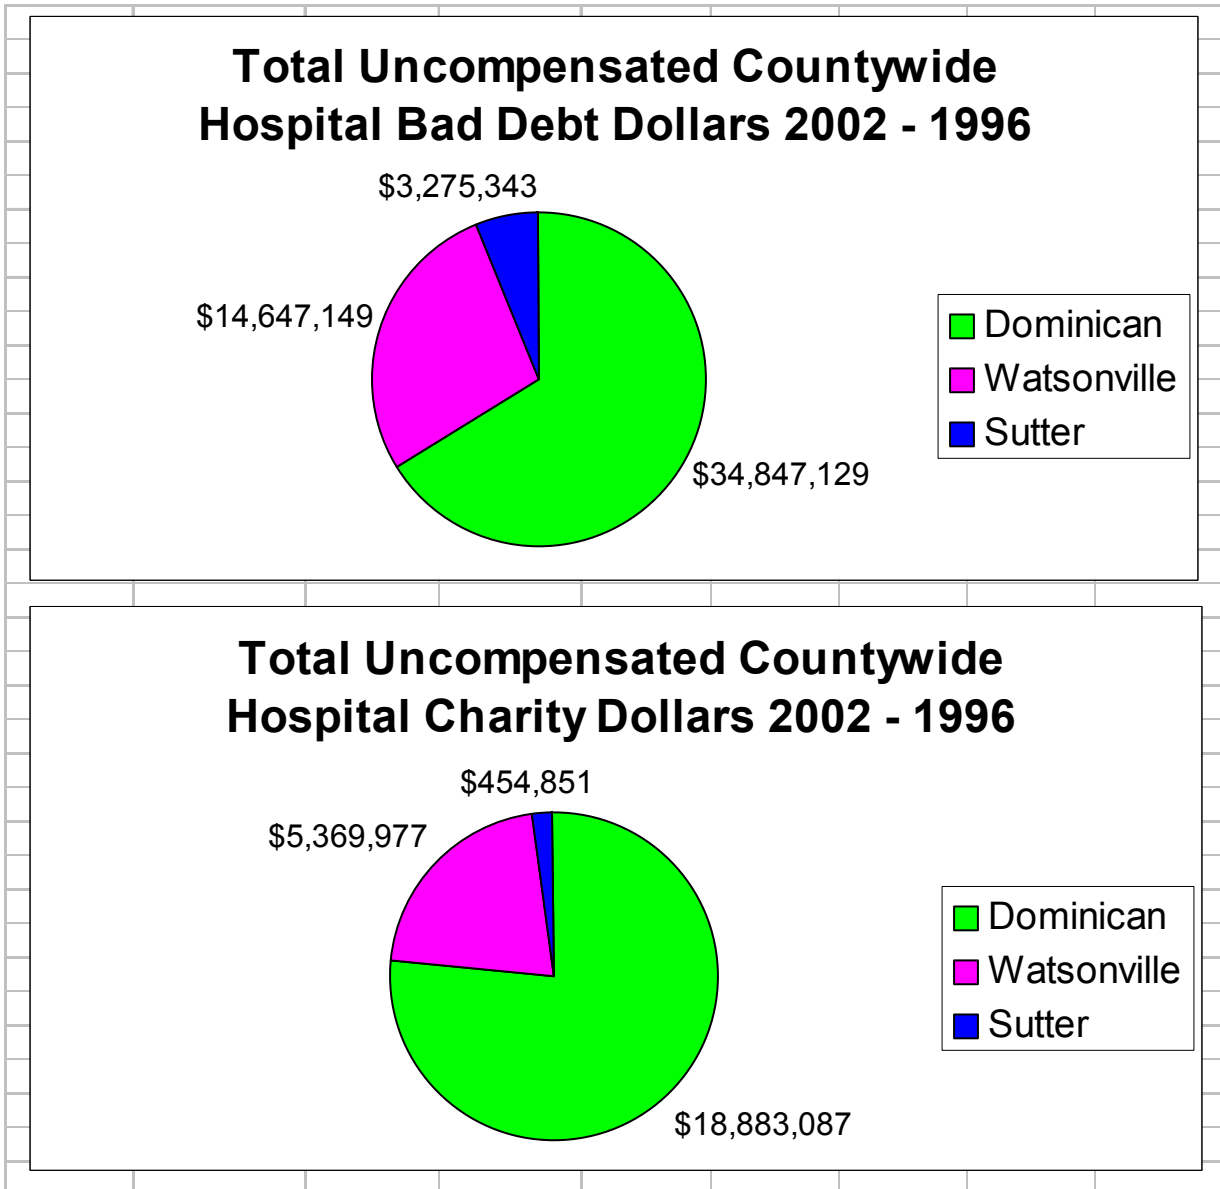 Total Uncompensated Countywide
Hospital Bad Debt Dollars 2002 - 1996
$3,275,343
$14,647,149
$34,847,129
Dominican
Watsonville
Sutter
Total Uncompensated Countywide
Hospital Charity Dollars 2002 - 1996
$454,851
$5,369,977
$18,883,087
Dominican
Watsonville
Sutter